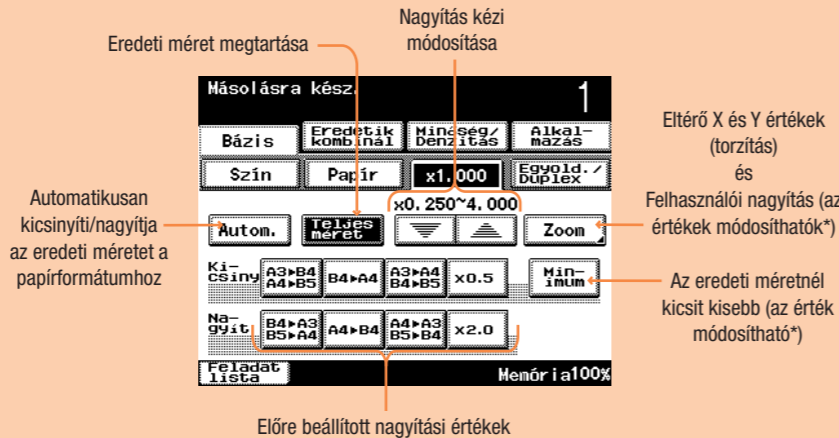 Nagyítás kézi
módosítása
Eredeti méret megtartása
Másolásra kész.
1
Bázis
Eredetik
kombinál
Minőség/
Denzitás
Alkal-
mazás
Szín
Papír
x1.000
Egyold./
Duplex
x0.250~4.000
Autom.
Teljes
méret
Zoom
Ki-
csiny
A3▶B4
A4▶B5
B4▶A4
A3▶A4
B4▶B5
x0.5
Min-
imum
Na-
gyít
B4▶A3
B5▶A4
A4▶B4
A4▶A3
B5▶B4
x2.0
Feladat
lista
Memória100%
Automatikusan
kicsinyíti/nagyítja
az eredeti méretet a
papírformátumhoz
Eltérő X és Y értékek
(torzítás)
és
Felhasználói nagyítás (az
értékek módosíthatók*)
Az eredeti méretnél
kicsit kisebb (az érték
módosítható*)
Előre beállított nagyítási értékek